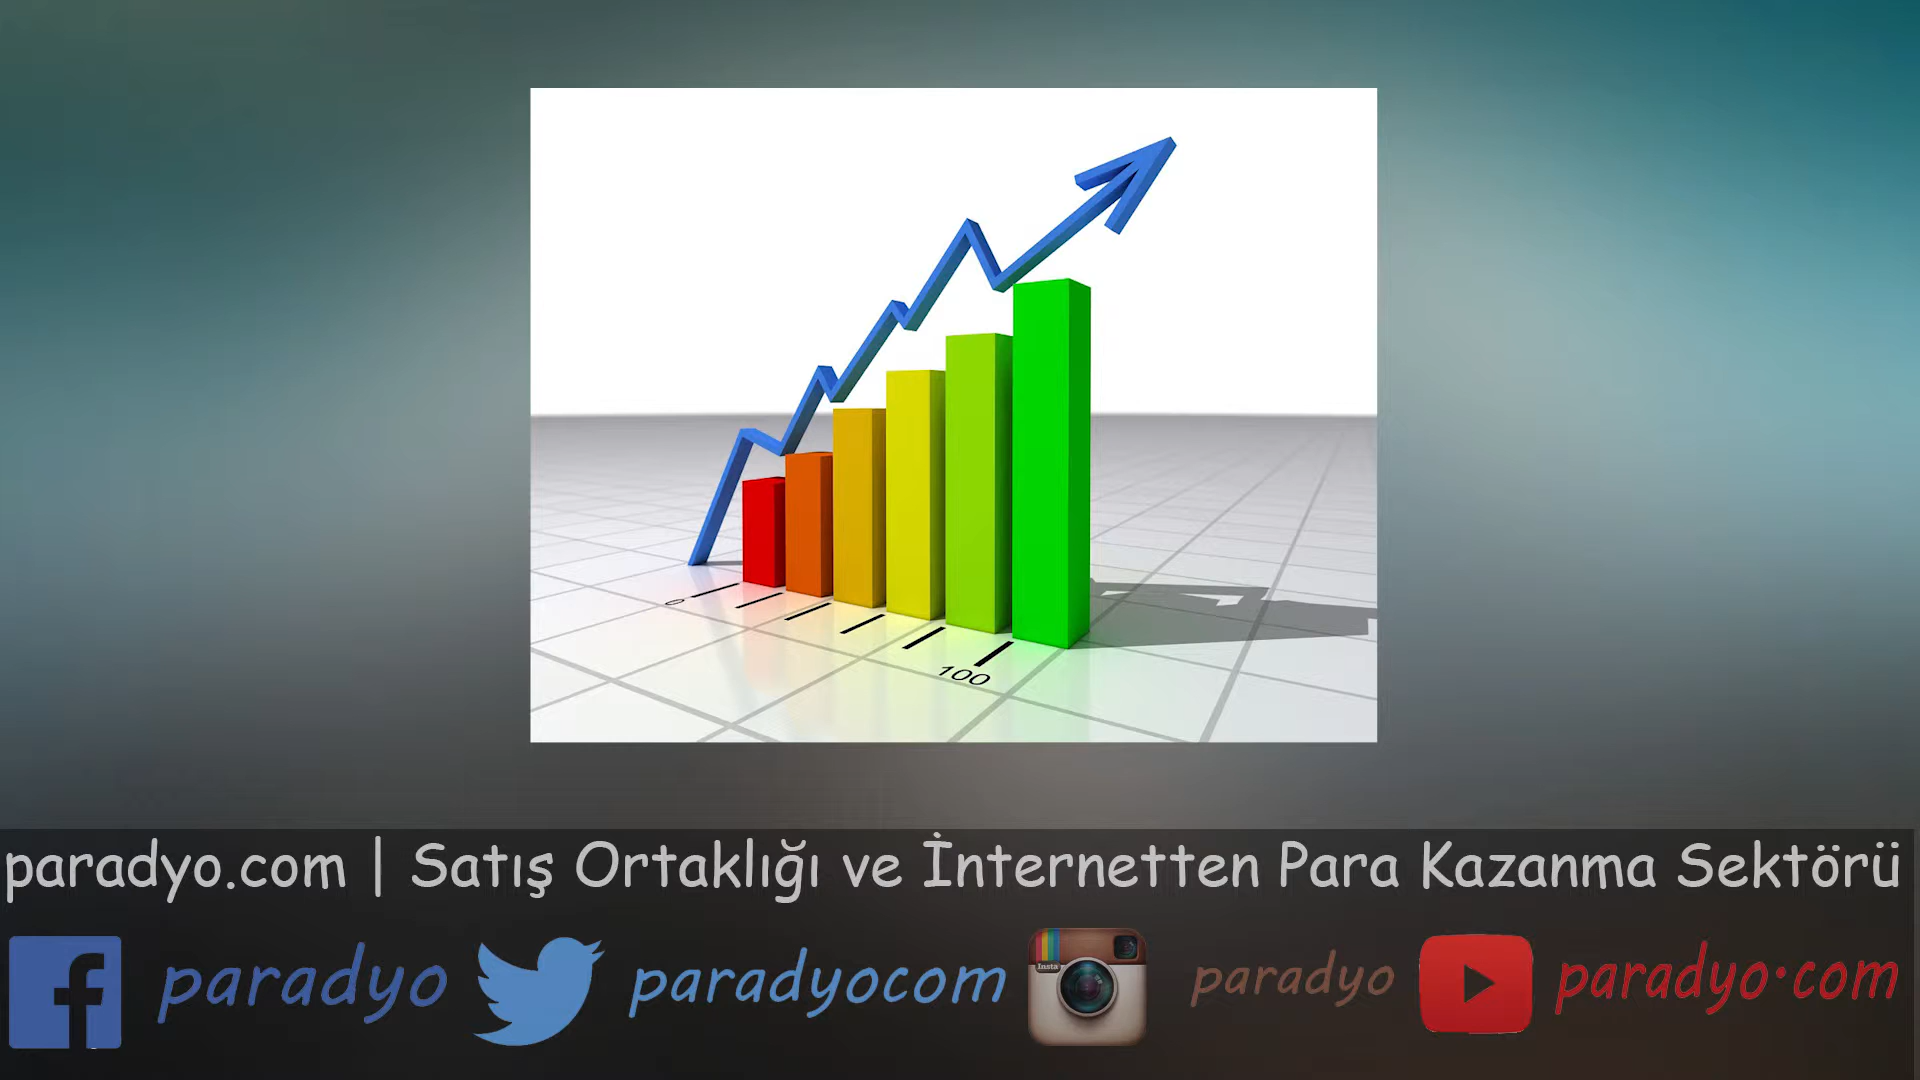 0
100
paradyo.com | Satış Ortaklığı ve İnternetten Para Kazanma Sektörü
paradyo paradyocom Insta paradyo paradyo.com